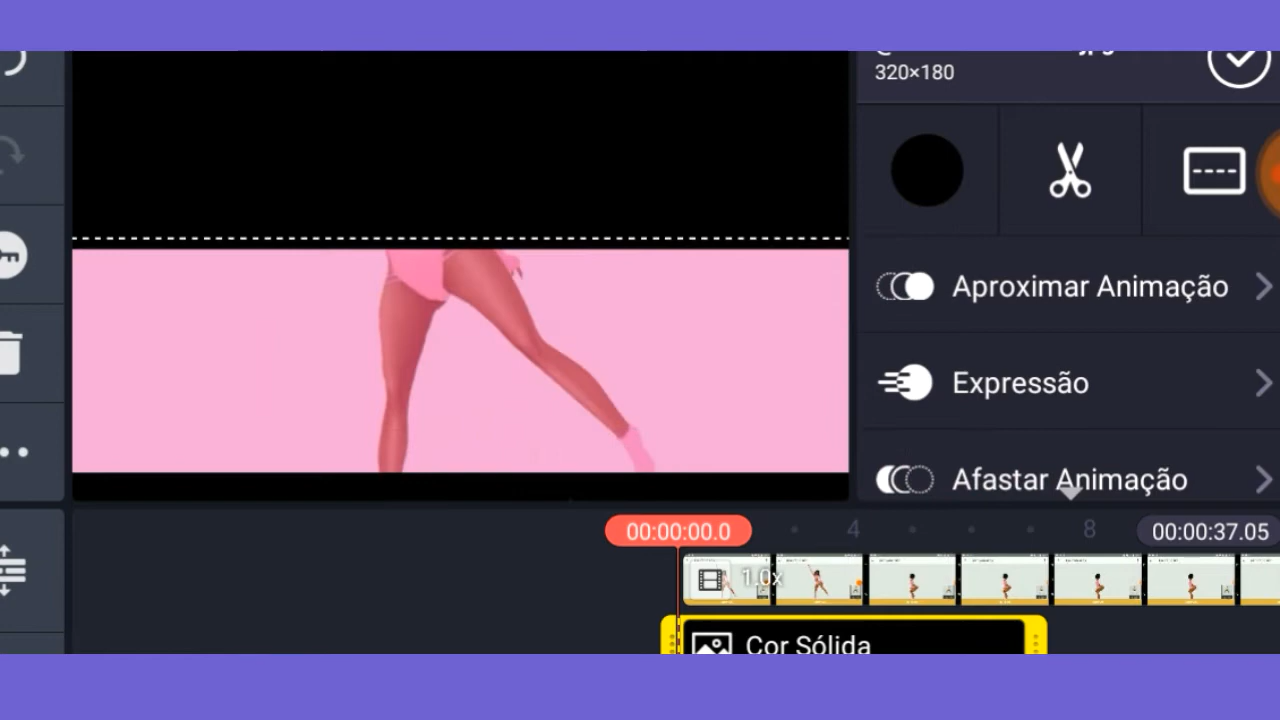 320×180
Aproximar Animação
Expressão
Afastar Animação
00:00:00.0
4
8
00:00:37.05
1.0x
Cor Sólida